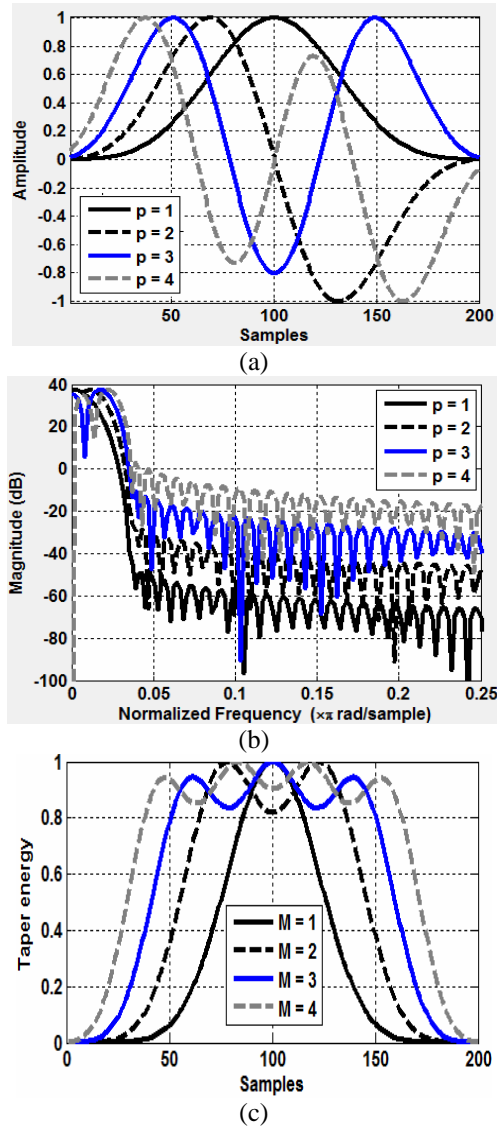 1
0.8
0.6
0.4
0.2
0
-0.2
-0.4
-0.6
-0.8
-1
Amplitude
p = 1
p = 2
p = 3
p = 4
50 100 150 200
Samples
(a)
40
20
0
-20
-40
-60
-80
-100
Magnitude (dB)
p = 1
p = 2
p = 3
p = 4
0 0.05 0.1 0.15 0.2 0.25
Normalized Frequency (×π rad/sample)
(b)
1
0.8
0.6
0.4
0.2
0
Taper energy
M = 1
M = 2
M = 3
M = 4
0 50 100 150 200
Samples
(c)